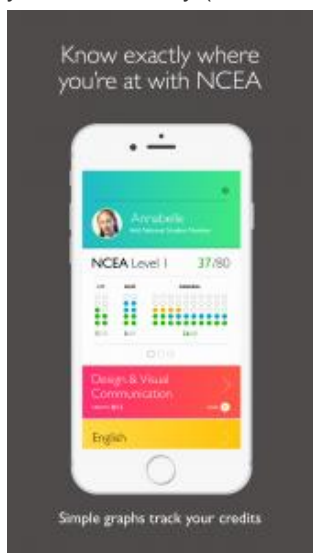 Know exactly where
you're at with NCEA
Annabelle
NCEA Level 1 37/80
Design & Visual
Communication
English
Simple graphs track your credits